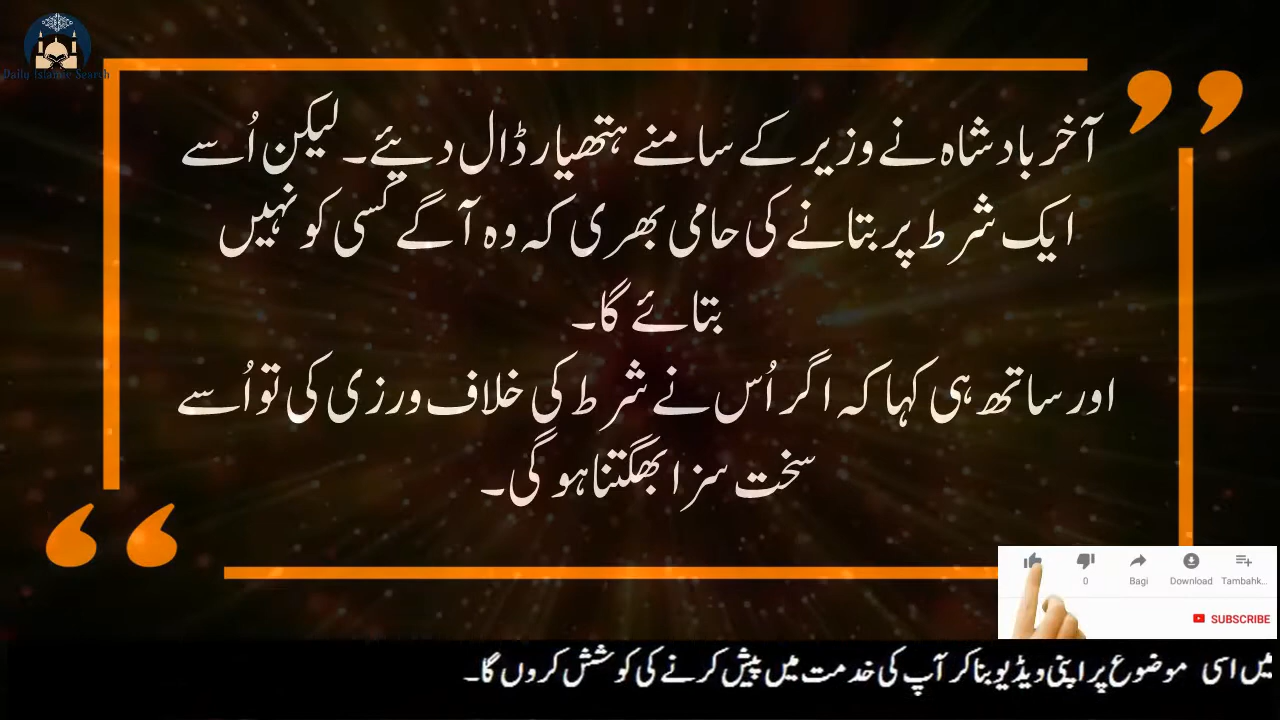 Daily Islamic Search
آخر بادشاہ نے وزیر کے سامنے ہتھیار ڈال دیئے۔ لیکن اُسے
ایک شرط پر بتانے کی حامی بھری کہ وہ آگے کسی کو نہیں
بتائے گا۔
اور ساتھ ہی کہا کہ اگر اُس نے شرط کی خلاف ورزی کی تو اُسے
سخت سزا بھگتنا ہو گی۔
0 Bagi Download Tambahk...
SUBSCRIBE
میں اسی موضوع پر اپنی ویڈیو بنا کر آپ کی خدمت میں پیش کرنے کی کوشش کروں گا۔